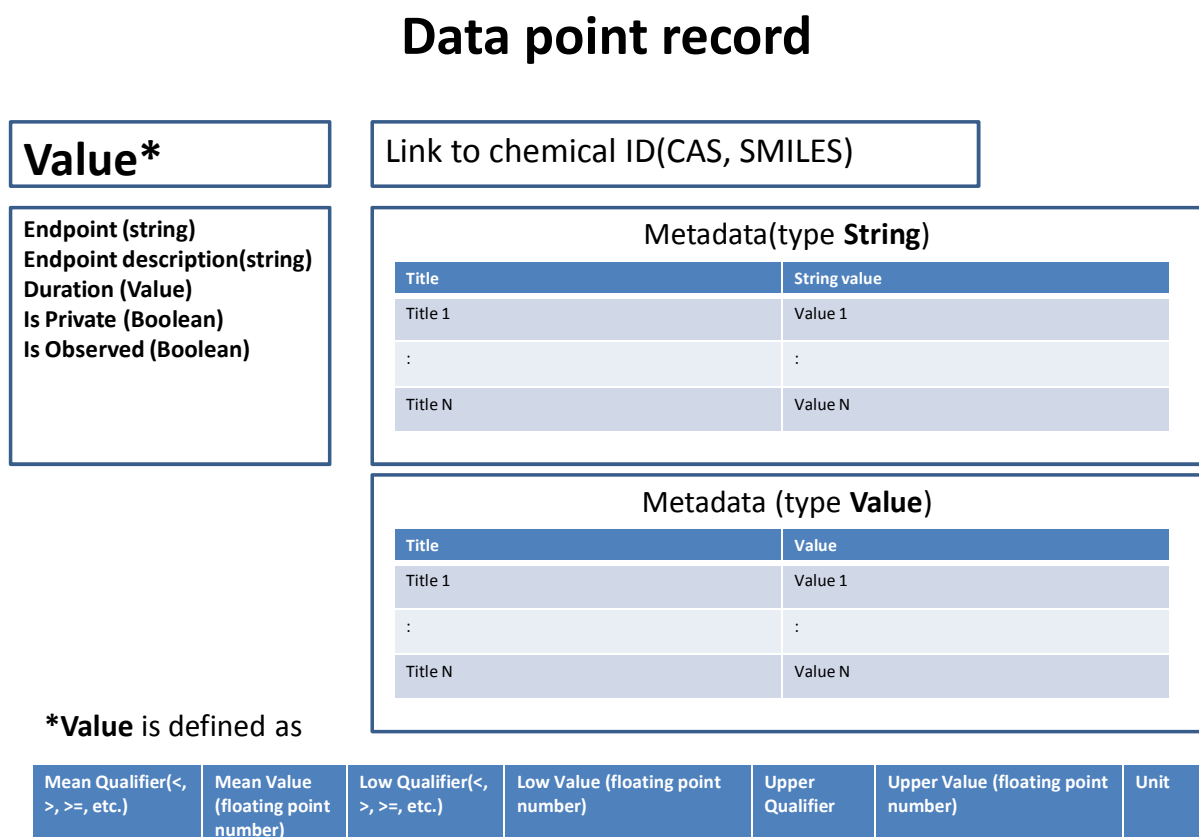 Data point record
Value*
Link to chemical ID(CAS, SMILES)
Endpoint (string)
Endpoint description(string)
Duration (Value)
Is Private (Boolean)
Is Observed (Boolean)
Metadata(type String)
Title String value
Title 1 Value 1
: :
Title N Value N
Metadata (type Value)
Title Value
Title 1 Value 1
: :
Title N Value N
*Value is defined as
Mean Qualifier(<,
>, >=, etc.)
Mean Value
(floating point
number)
Low Qualifier(<,
>, >=, etc.)
Low Value (floating point
number)
Upper
Qualifier
Upper Value (floating point
number)
Unit